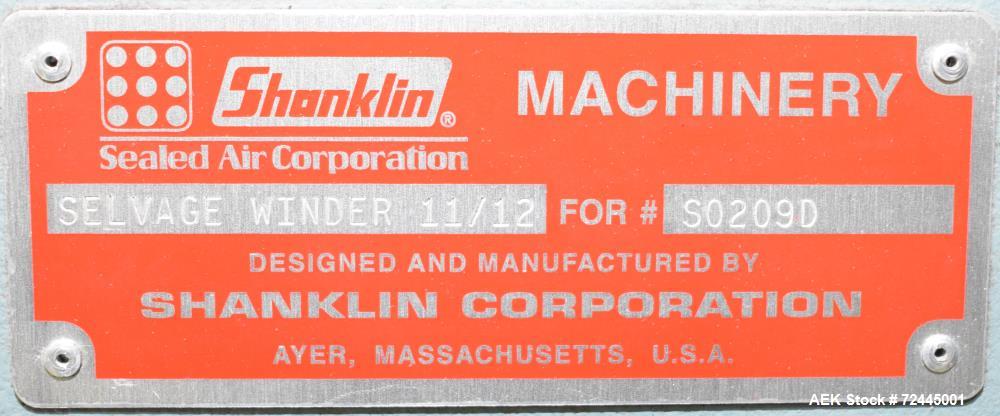 Shanklin® MACHINERY
Sealed Air Corporation
SELVAGE WINDER 11/12 FOR # S0209D
DESIGNED AND MANUFACTURED BY
SHANKLIN CORPORATION
AYER, MASSACHUSETTS, U.S.A.
AEK Stock # 72445001